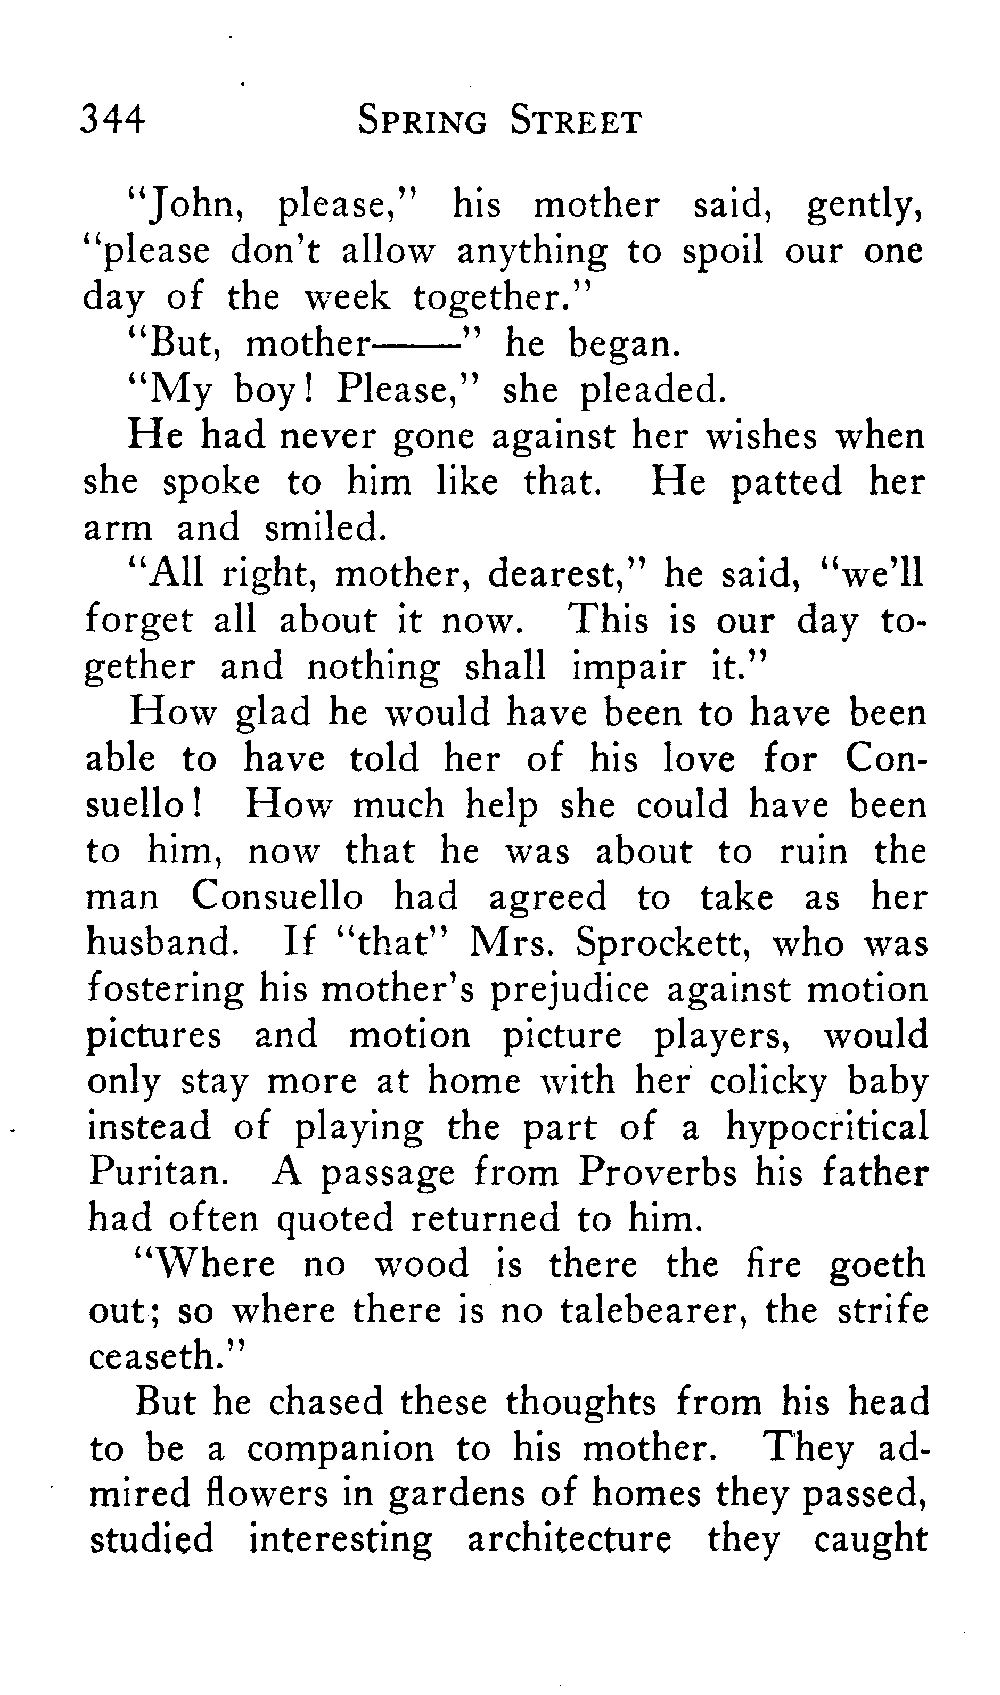 344 SPRING STREET
"John, please," his mother said, gently,
"please don't allow anything to spoil our one
day of the week together."
"But, mother——" he began.
"My boy! Please," she pleaded.
He had never gone against her wishes when
she spoke to him like that. He patted her
arm and smiled.
"All right, mother, dearest," he said, "we'll
forget all about it now. This is our day to-
gether and nothing shall impair it."
How glad he would have been to have been
able to have told her of his love for Con-
suello! How much help she could have been
to him, now that he was about to ruin the
man Consuello had agreed to take as her
husband. If "that" Mrs. Sprockett, who was
fostering his mother's prejudice against motion
pictures and motion picture players, would
only stay more at home with her colicky baby
instead of playing the part of a hypocritical
Puritan. A passage from Proverbs his father
had often quoted returned to him.
"Where no wood is there the fire goeth
out; so where there is no talebearer, the strife
ceaseth."
But he chased these thoughts from his head
to be a companion to his mother. They ad-
mired flowers in gardens of homes they passed,
studied interesting architecture they caught